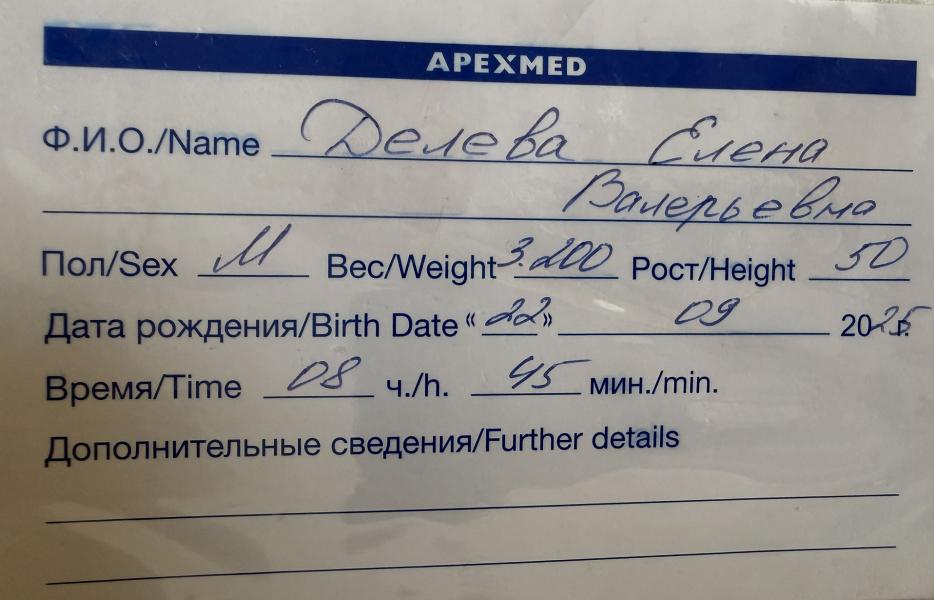 APEXMED
Ф.И.О./Name Делева Елена
Валерьевна
Пол/Sex М Вес/Weight 3.200 Рост/Height 50
Дата рождения/Birth Date “ 22 ” 09 2025 г.
Время/Time 08 ч./h. 45 мин./min.
Дополнительные сведения/Further details